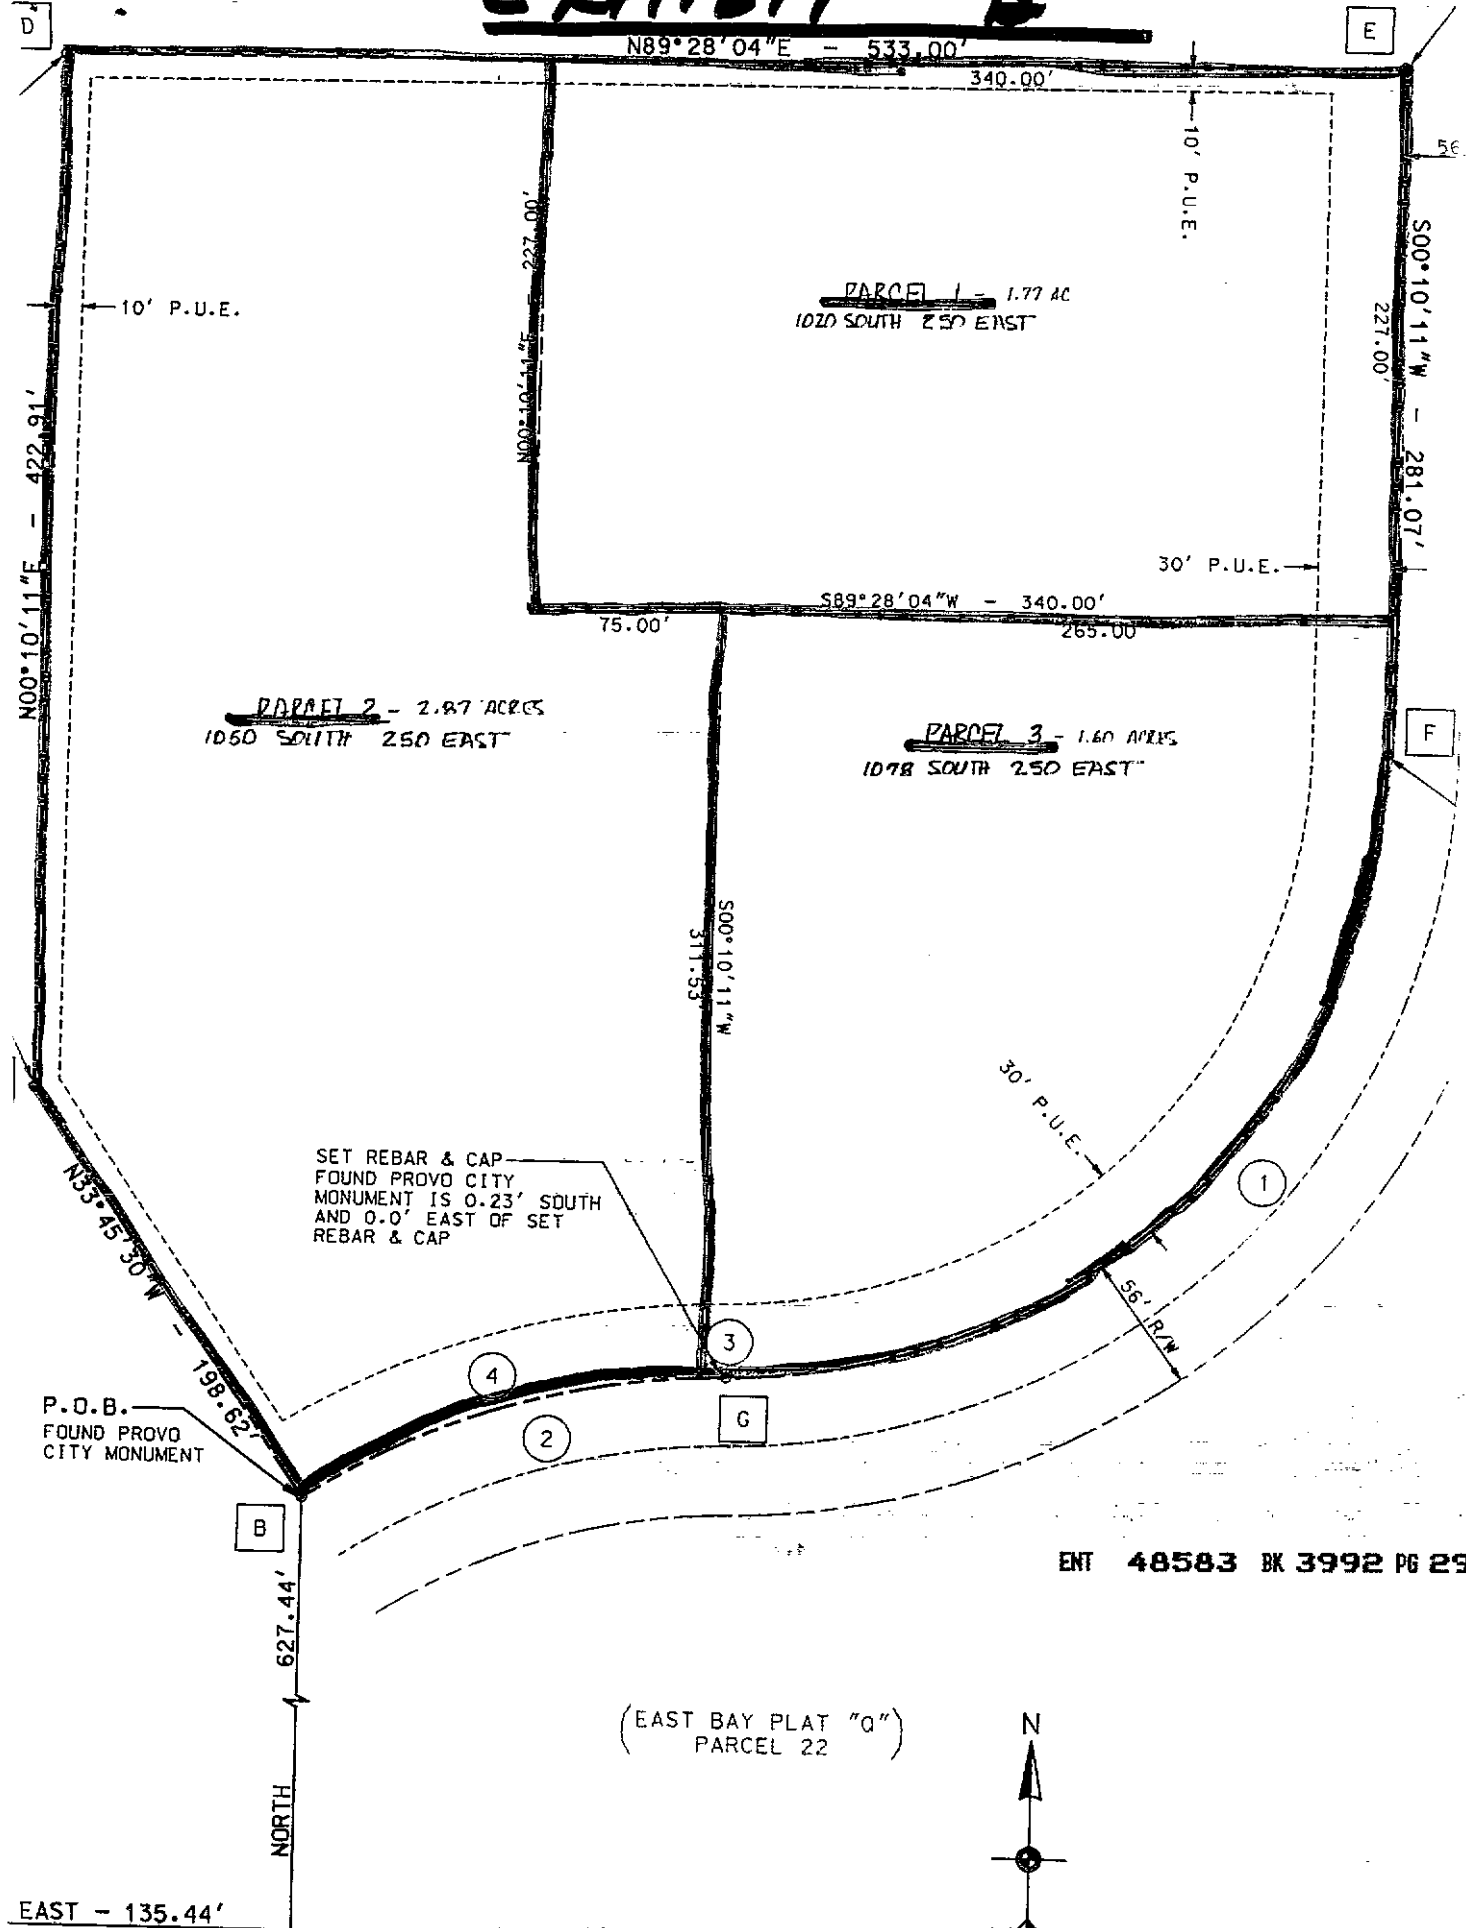 D
E
N89°28'04"E - 533.00'
340.00'
10' P.U.E.
56
S00°10'11"W - 281.07'
227.00'
N00°10'11"E 227.00'
PARCEL 1 - 1.77 AC
1020 SOUTH 250 EAST
10' P.U.E.
N00°10'11"E - 422.91'
30' P.U.E.
S89°28'04"W - 340.00'
75.00'
265.00
PARCEL 2 - 2.87 ACRES
1060 SOUTH 250 EAST
PARCEL 3 - 1.60 ACRES
1078 SOUTH 250 EAST
F
S00°10'11"W
311.53'
30' P.U.E.
SET REBAR & CAP
FOUND PROVO CITY
MONUMENT IS 0.23' SOUTH
AND 0.0' EAST OF SET
REBAR & CAP
1
N33°45'30"W - 198.62'
56' R/W
3
4
P.O.B.
FOUND PROVO
CITY MONUMENT
G
2
B
ENT 48583 BK 3992 PG 29
627.44'
NORTH
(EAST BAY PLAT "Q")
PARCEL 22
N
EAST - 135.44'